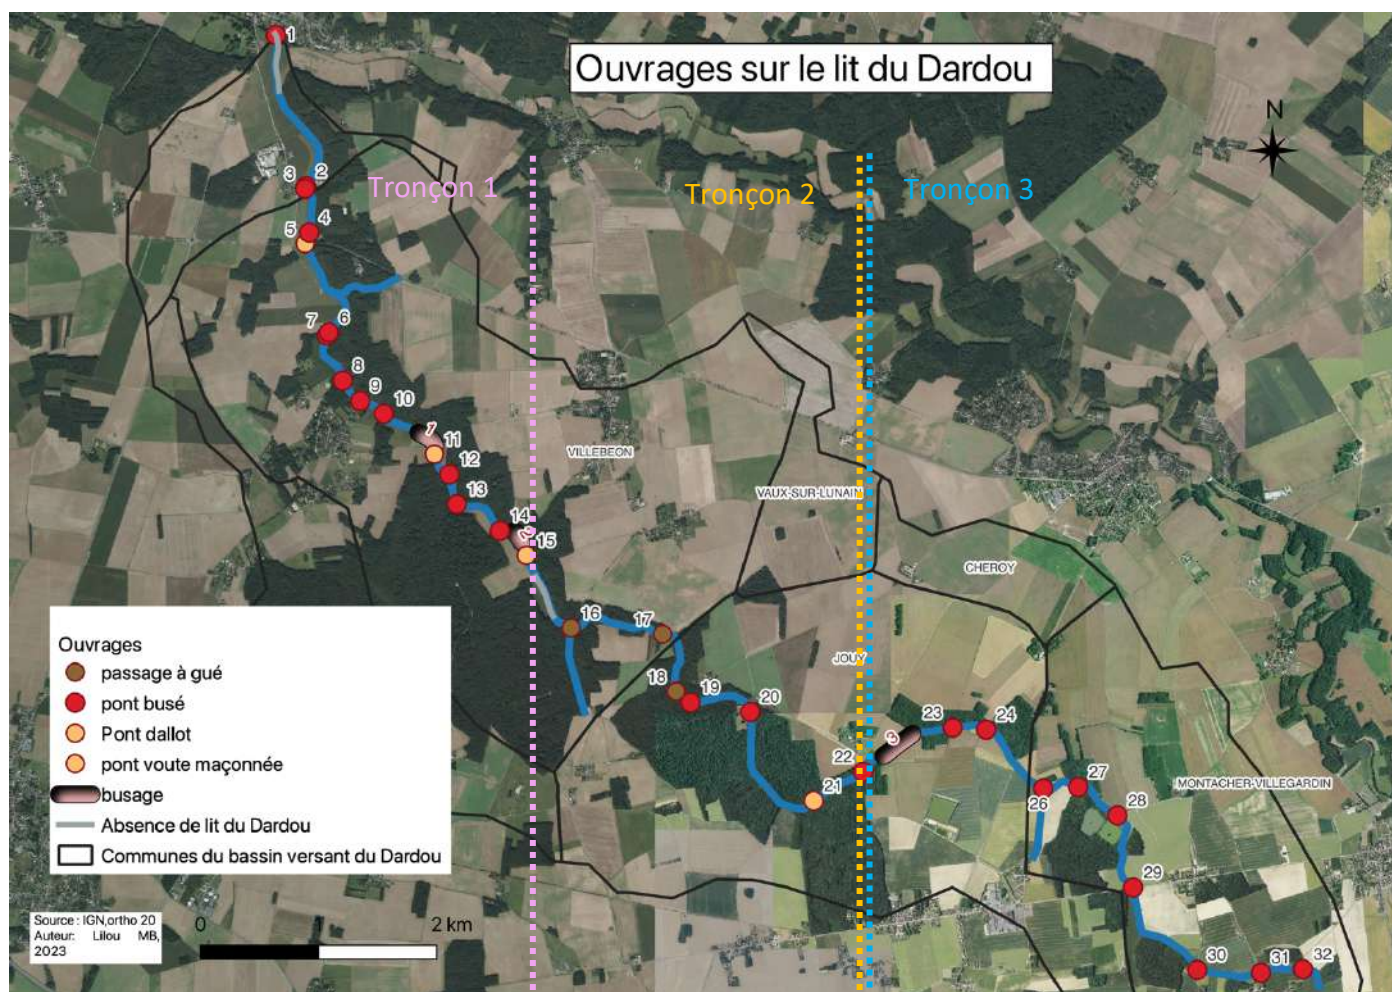 1
Ouvrages sur le lit du Dardou
N
3
2
Tronçon 1
Tronçon 2
Tronçon 3
4
5
7
6
8
9
10
1
11
12
VILLEBEON
13
VAUX-SUR-LUNAIN
14
2
15
CHEROY
16
17
JOUY
18
19
20
23
24
3
22
21
26
27
28
MONTACHER-VILLEGARDIN
29
30
31
32
Ouvrages
passage à gué
pont busé
Pont dallot
pont voute maçonnée
busage
Absence de lit du Dardou
Communes du bassin versant du Dardou
Source : IGN,ortho 20
Auteur: Lilou MB,
2023
0
1
2 km